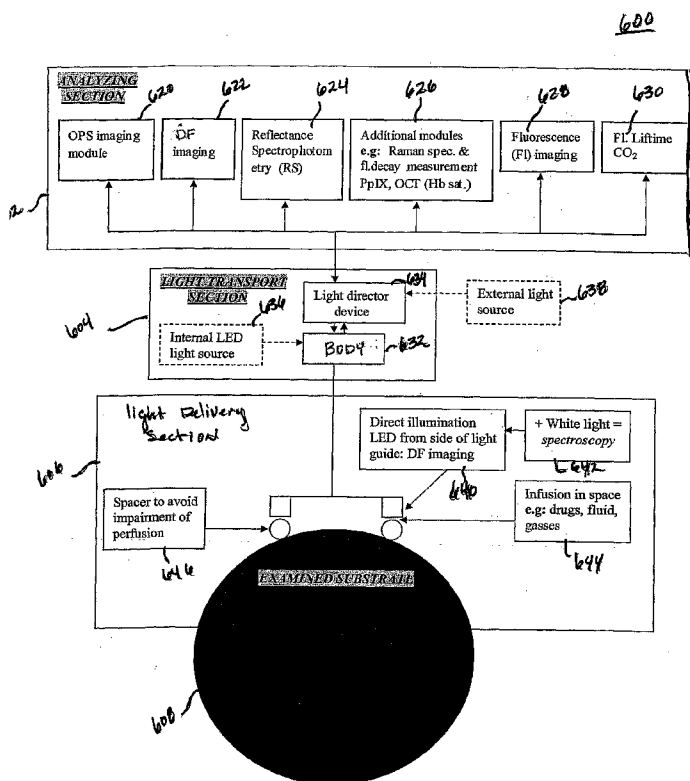 600
ANALYZING
SECTION
620
622
624
626
628
630
OPS imaging
module
DF
imaging
Reflectance
Spectrophotom
etry (RS)
Additional modules
e.g: Raman spec. &
fl.decay measurement
PpIX, OCT (Hb sat.)
Fluorescence
(Fl) imaging
Fl. Liftime
CO2
LIGHT TRANSPORT
SECTION
634
Light director
device
External light
source
638
604
636
Internal LED
light source
BODY
632
light Delivery
Section
Direct illumination
LED from side of light
guide: DF imaging
640
+ White light =
spectroscopy
642
606
Spacer to avoid
impairment of
perfusion
646
Infusion in space
e.g: drugs, fluid,
gasses
644
EXAMINED SUBSTRATE
608